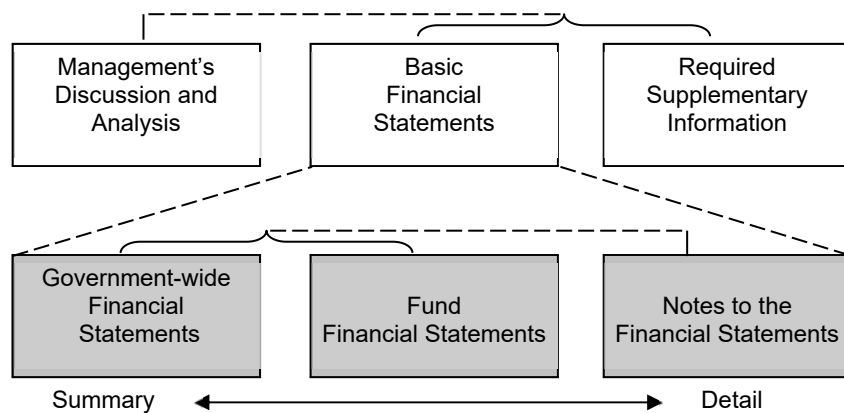 Management’s
Discussion and
Analysis
Basic
Financial
Statements
Required
Supplementary
Information
Government-wide
Financial
Statements
Fund
Financial Statements
Notes to the
Financial Statements
Summary
Detail